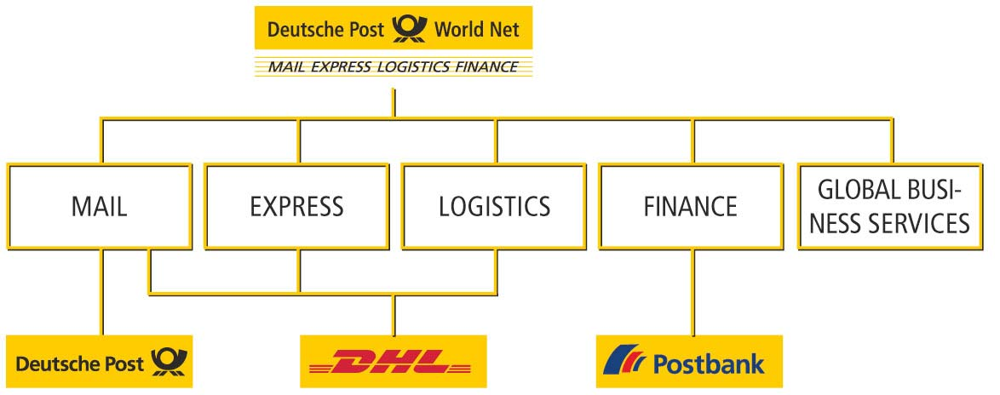 Deutsche Post World Net
MAIL EXPRESS LOGISTICS FINANCE
MAIL
EXPRESS
LOGISTICS
FINANCE
GLOBAL BUSI-
NESS SERVICES
Deutsche Post
DHL
Postbank